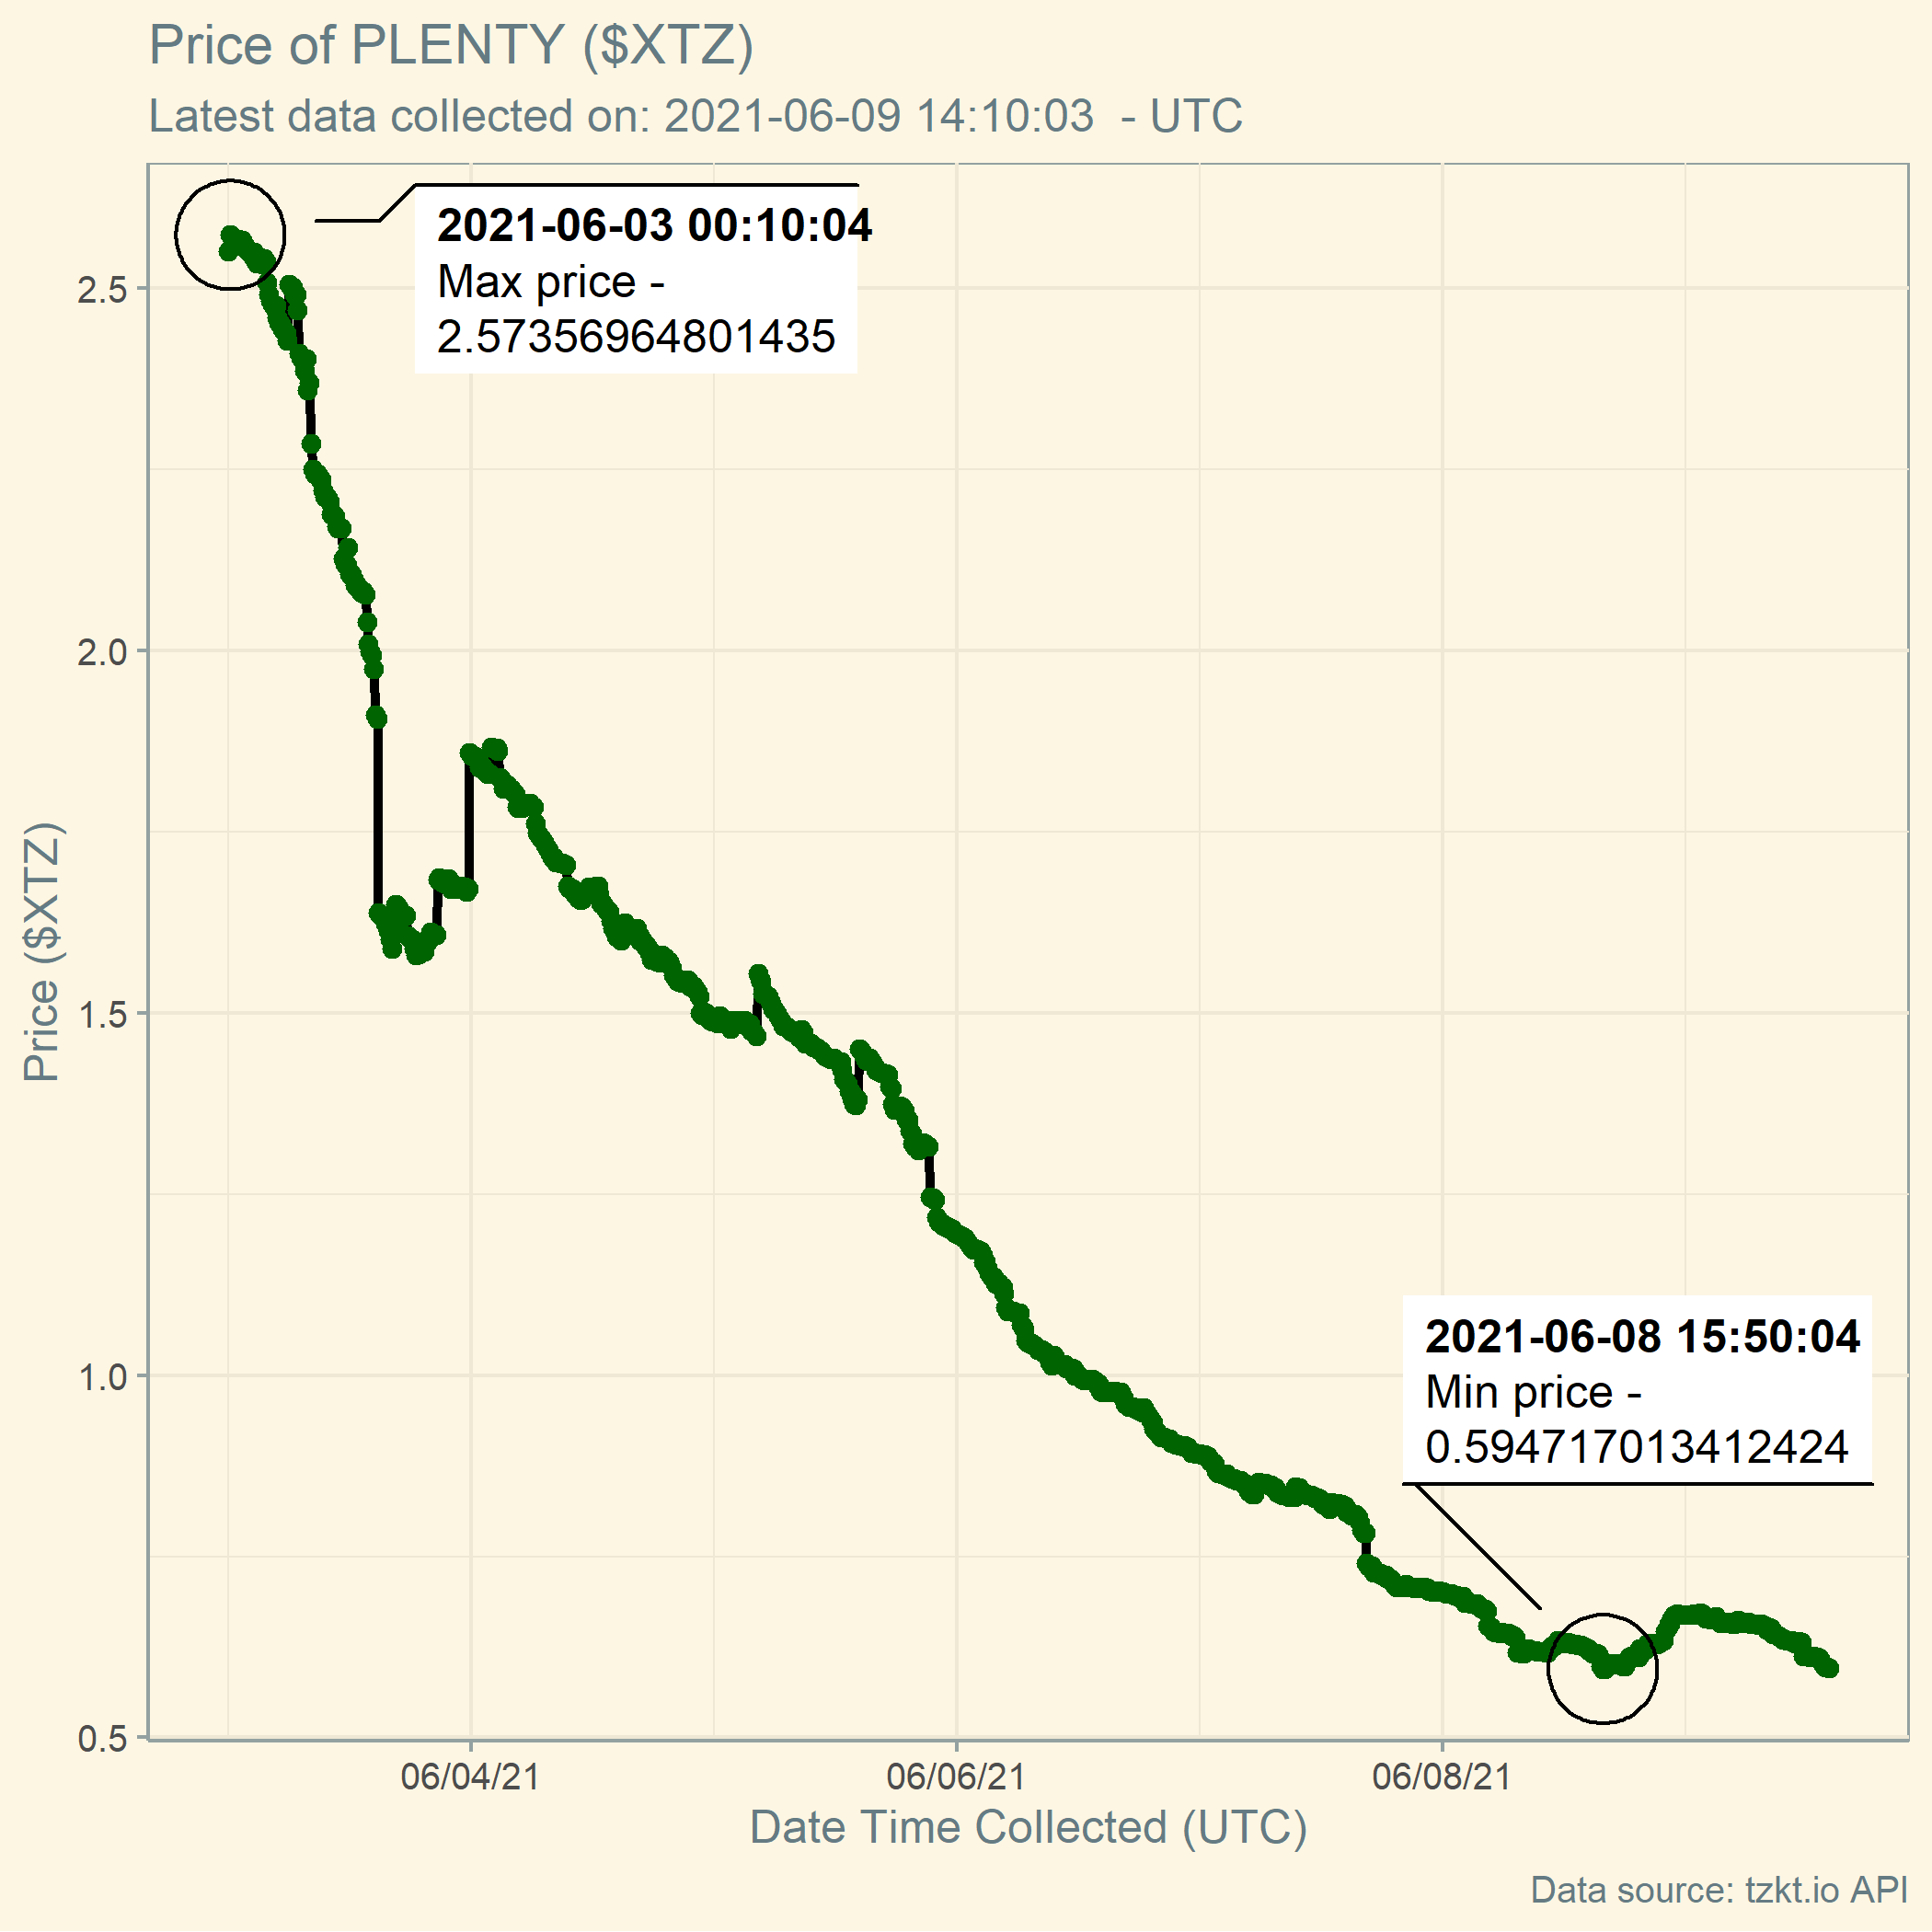 Price of PLENTY ($XTZ)
Latest data collected on: 2021-06-09 14:10:03  - UTC
2021-06-03 00:10:04
Max price -
2.57356964801435
2.5
2.0
1.5
1.0
0.5
Price ($XTZ)
2021-06-08 15:50:04
Min price -
0.594717013412424
06/04/21
06/06/21
06/08/21
Date Time Collected (UTC)
Data source: tzkt.io API